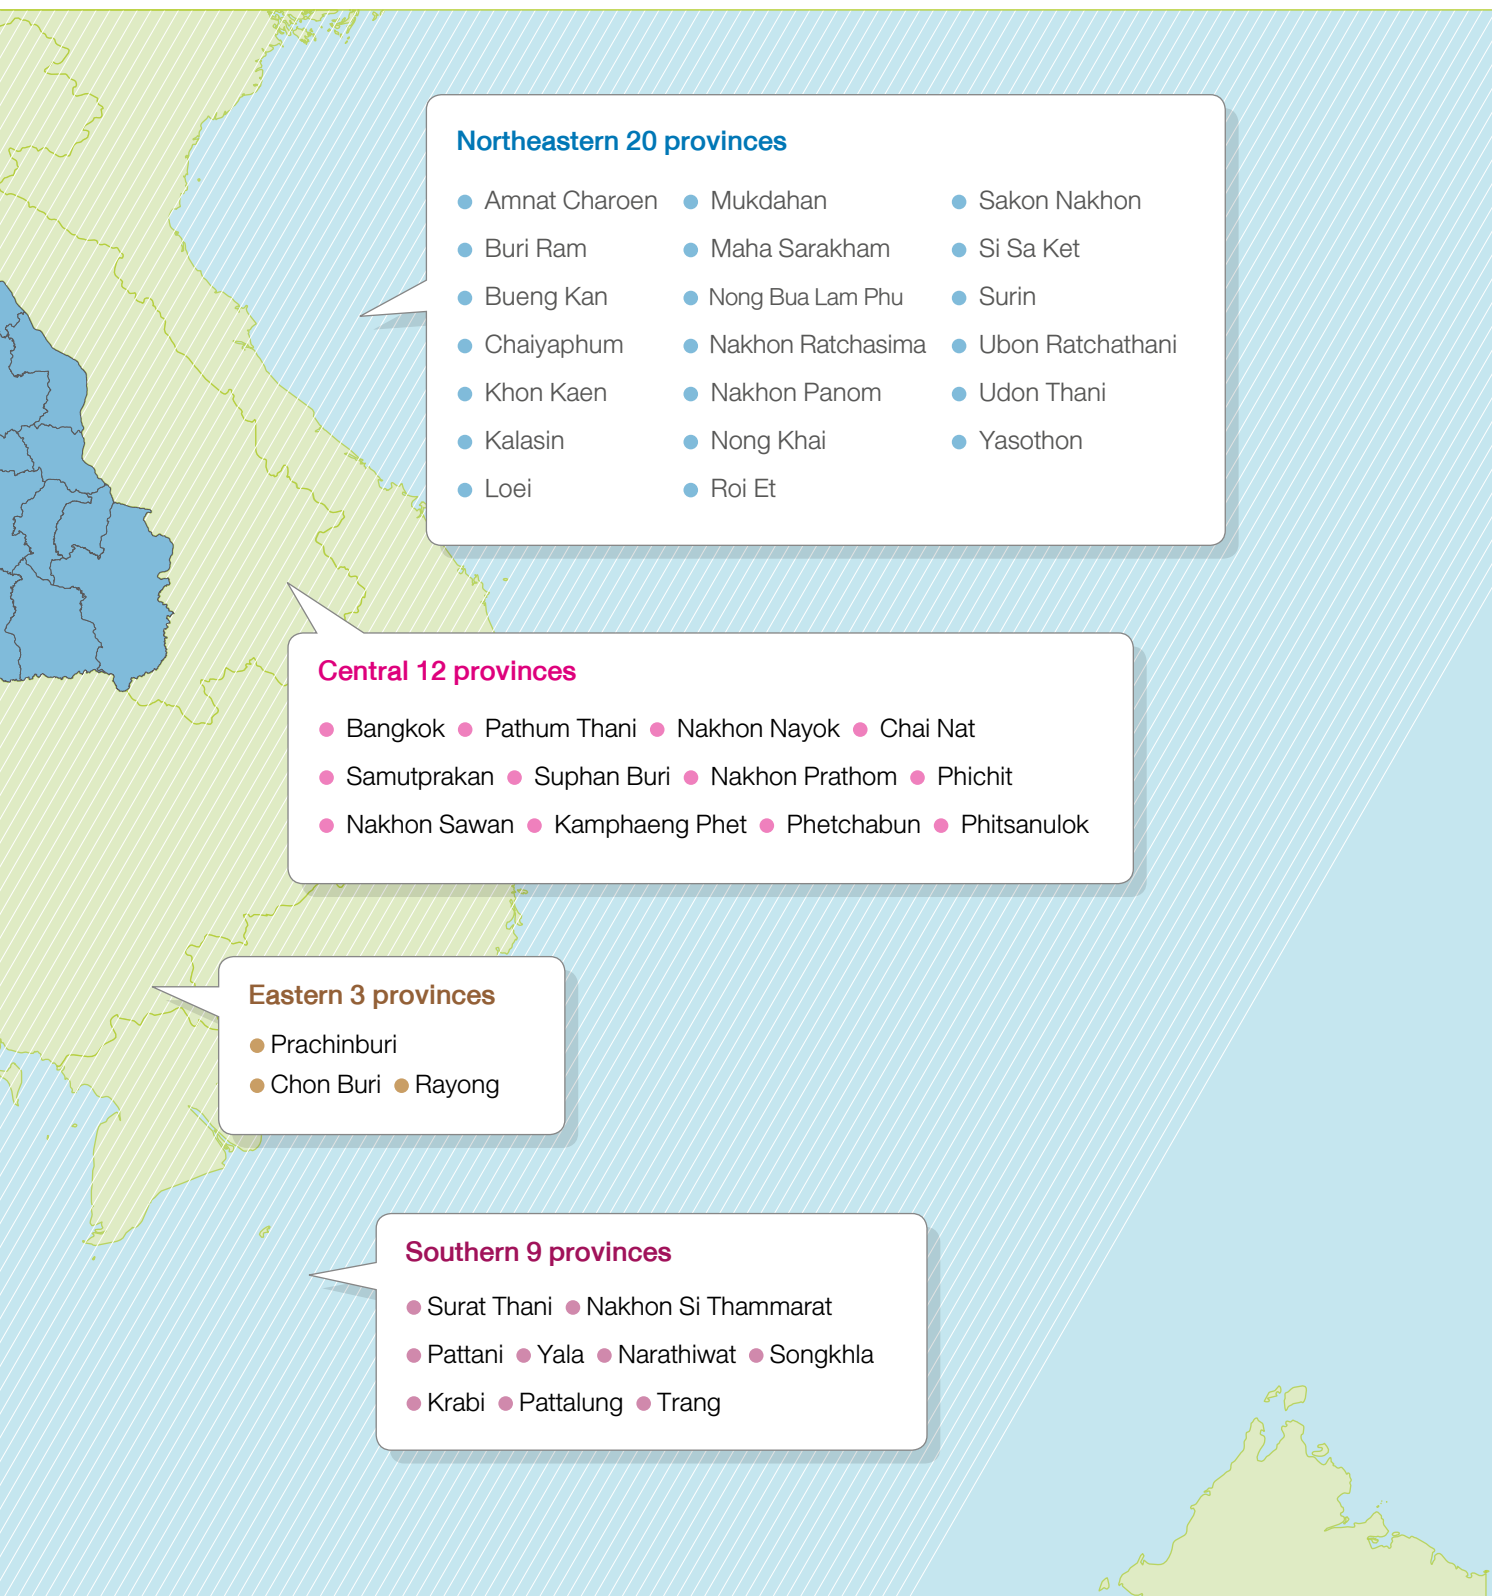 Northeastern 20 provinces
Amnat Charoen Mukdahan Sakon Nakhon
Buri Ram Maha Sarakham Si Sa Ket
Bueng Kan Nong Bua Lam Phu Surin
Chaiyaphum Nakhon Ratchasima Ubon Ratchathani
Khon Kaen Nakhon Panom Udon Thani
Kalasin Nong Khai Yasothon
Loei Roi Et
Central 12 provinces
Bangkok Pathum Thani Nakhon Nayok Chai Nat
Samutprakan Suphan Buri Nakhon Prathom Phichit
Nakhon Sawan Kamphaeng Phet Phetchabun Phitsanulok
Eastern 3 provinces
Prachinburi
Chon Buri Rayong
Southern 9 provinces
Surat Thani Nakhon Si Thammarat
Pattani Yala Narathiwat Songkhla
Krabi Pattalung Trang